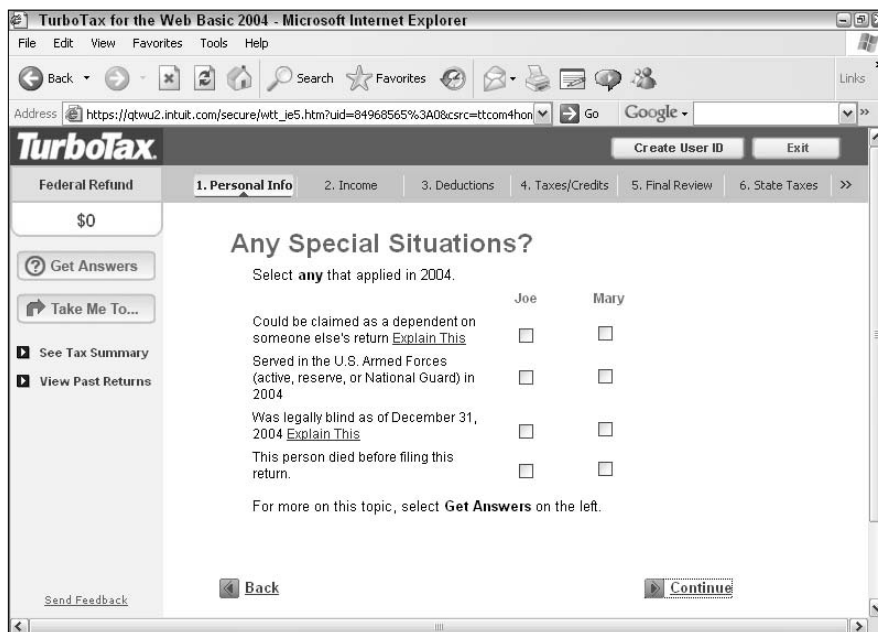 TurboTax for the Web Basic 2004 - Microsoft Internet Explorer
File Edit View Favorites Tools Help
Back Search Favorites Links
Address https://qtwu2.intuit.com/secure/wtt_ie5.htm?uid=84968565%3A0&csrc=ttcom4hon Go Google
TurboTax. Create User ID Exit
Federal Refund 1. Personal Info 2. Income 3. Deductions 4. Taxes/Credits 5. Final Review 6. State Taxes >>
$0
Get Answers
Take Me To...
See Tax Summary
View Past Returns
Any Special Situations?
Select any that applied in 2004.
Joe Mary
Could be claimed as a dependent on
someone else's return Explain This
Served in the U.S. Armed Forces
(active, reserve, or National Guard) in
2004
Was legally blind as of December 31,
2004 Explain This
This person died before filing this
return.
For more on this topic, select Get Answers on the left.
Back Continue
Send Feedback